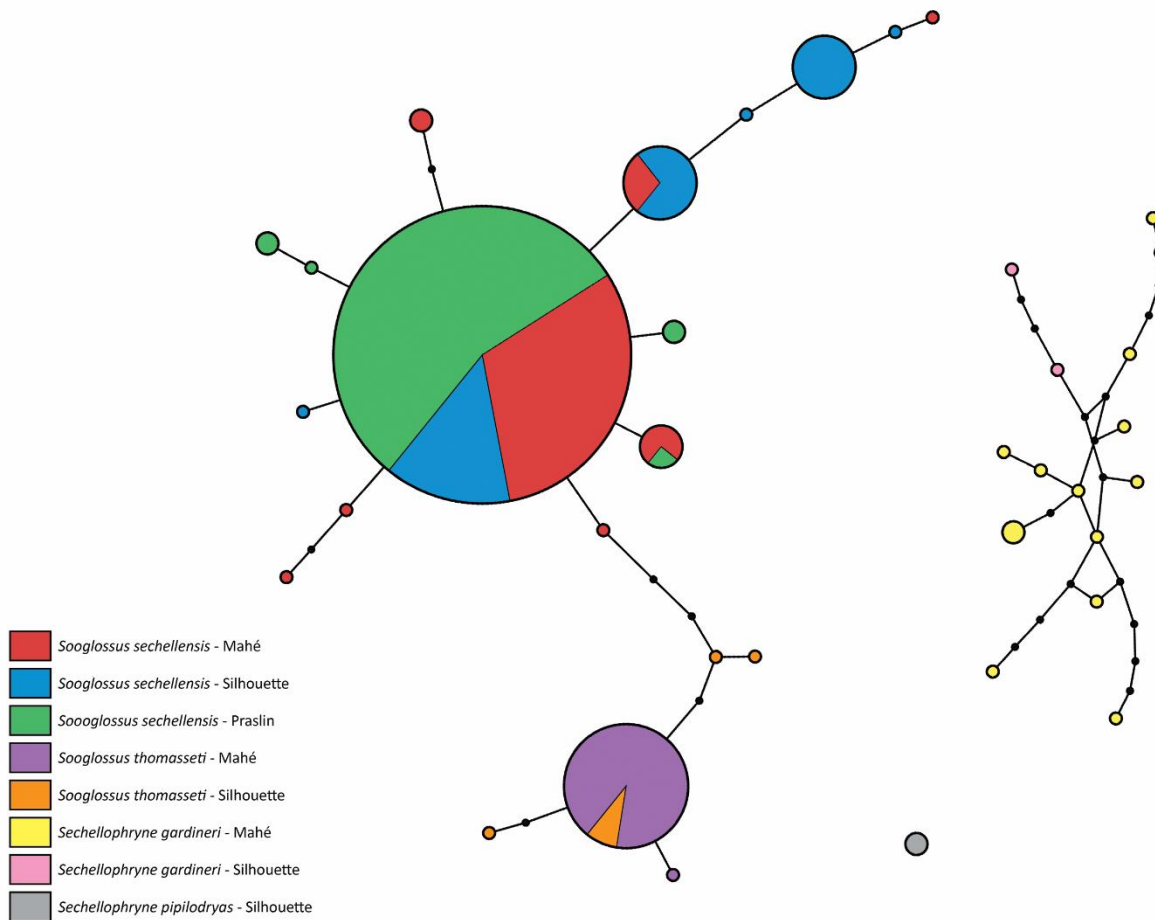 Sooglossus sechellensis - Mahé
Sooglossus sechellensis - Silhouette
Soooglossus sechellensis - Praslin
Sooglossus thomasseti - Mahé
Sooglossus thomasseti - Silhouette
Sechellophryne gardineri - Mahé
Sechellophryne gardineri - Silhouette
Sechellophryne pipilodryas - Silhouette